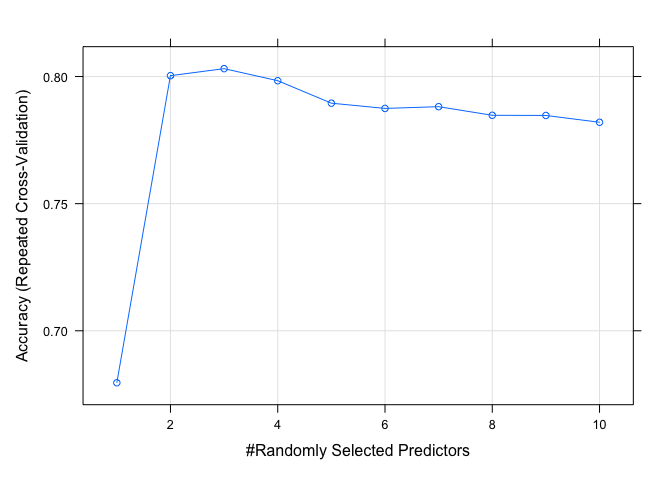 0.80
0.75
0.70
Accuracy (Repeated Cross-Validation)
2 4 6 8 10
#Randomly Selected Predictors